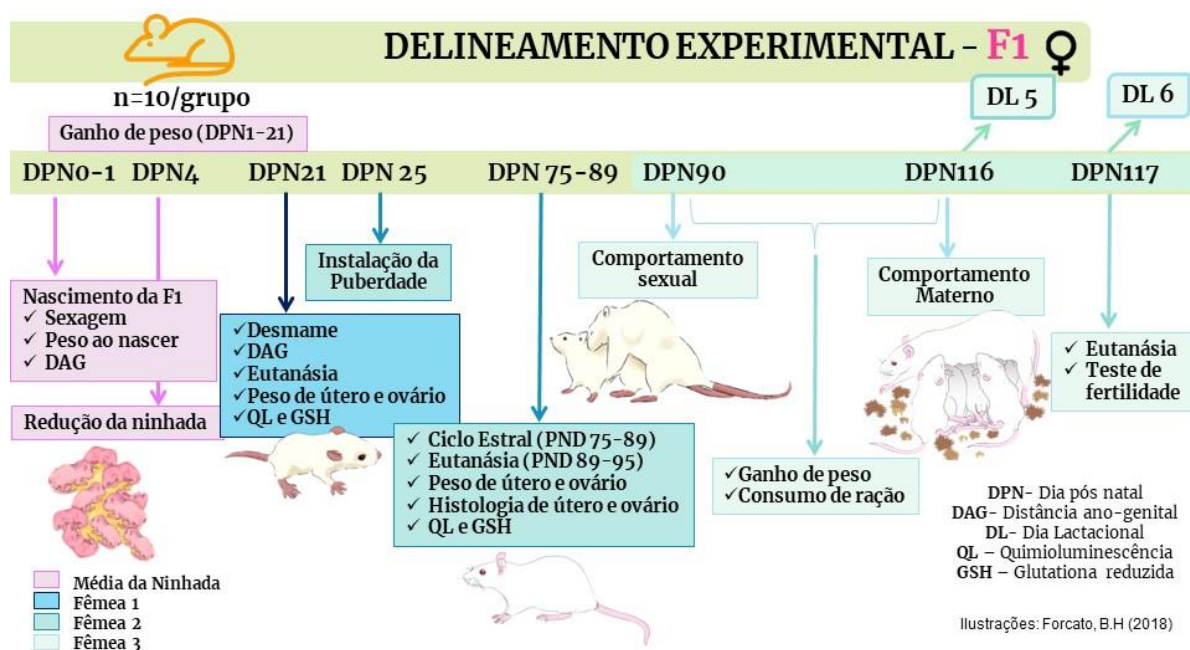 DELINEAMENTO EXPERIMENTAL - F1 ♀
n=10/grupo
DL 5
DL 6
Ganho de peso (DPN1-21)
DPN0-1
DPN4
DPN21
DPN 25
DPN 75-89
DPN90
DPN116
DPN117
Nascimento da F1
✓ Sexagem
✓ Peso ao nascer
✓ DAG
Redução da ninhada
✓Desmame
✓DAG
✓Eutanásia
✓Peso de útero e ovário
✓QL e GSH
Instalação da
Puberdade
✓ Ciclo Estral (PND 75-89)
✓ Eutanásia (PND 89-95)
✓ Peso de útero e ovário
✓ Histologia de útero e ovário
✓ QL e GSH
Comportamento
sexual
✓Ganho de peso
✓Consumo de ração
Comportamento
Materno
✓ Eutanásia
✓ Teste de
fertilidade
Média da Ninhada
Fêmea 1
Fêmea 2
Fêmea 3
DPN- Dia pós natal
DAG- Distância ano-genital
DL- Dia Lactacional
QL – Quimioluminescência
GSH – Glutationa reduzida
Ilustrações: Forcato, B.H (2018)